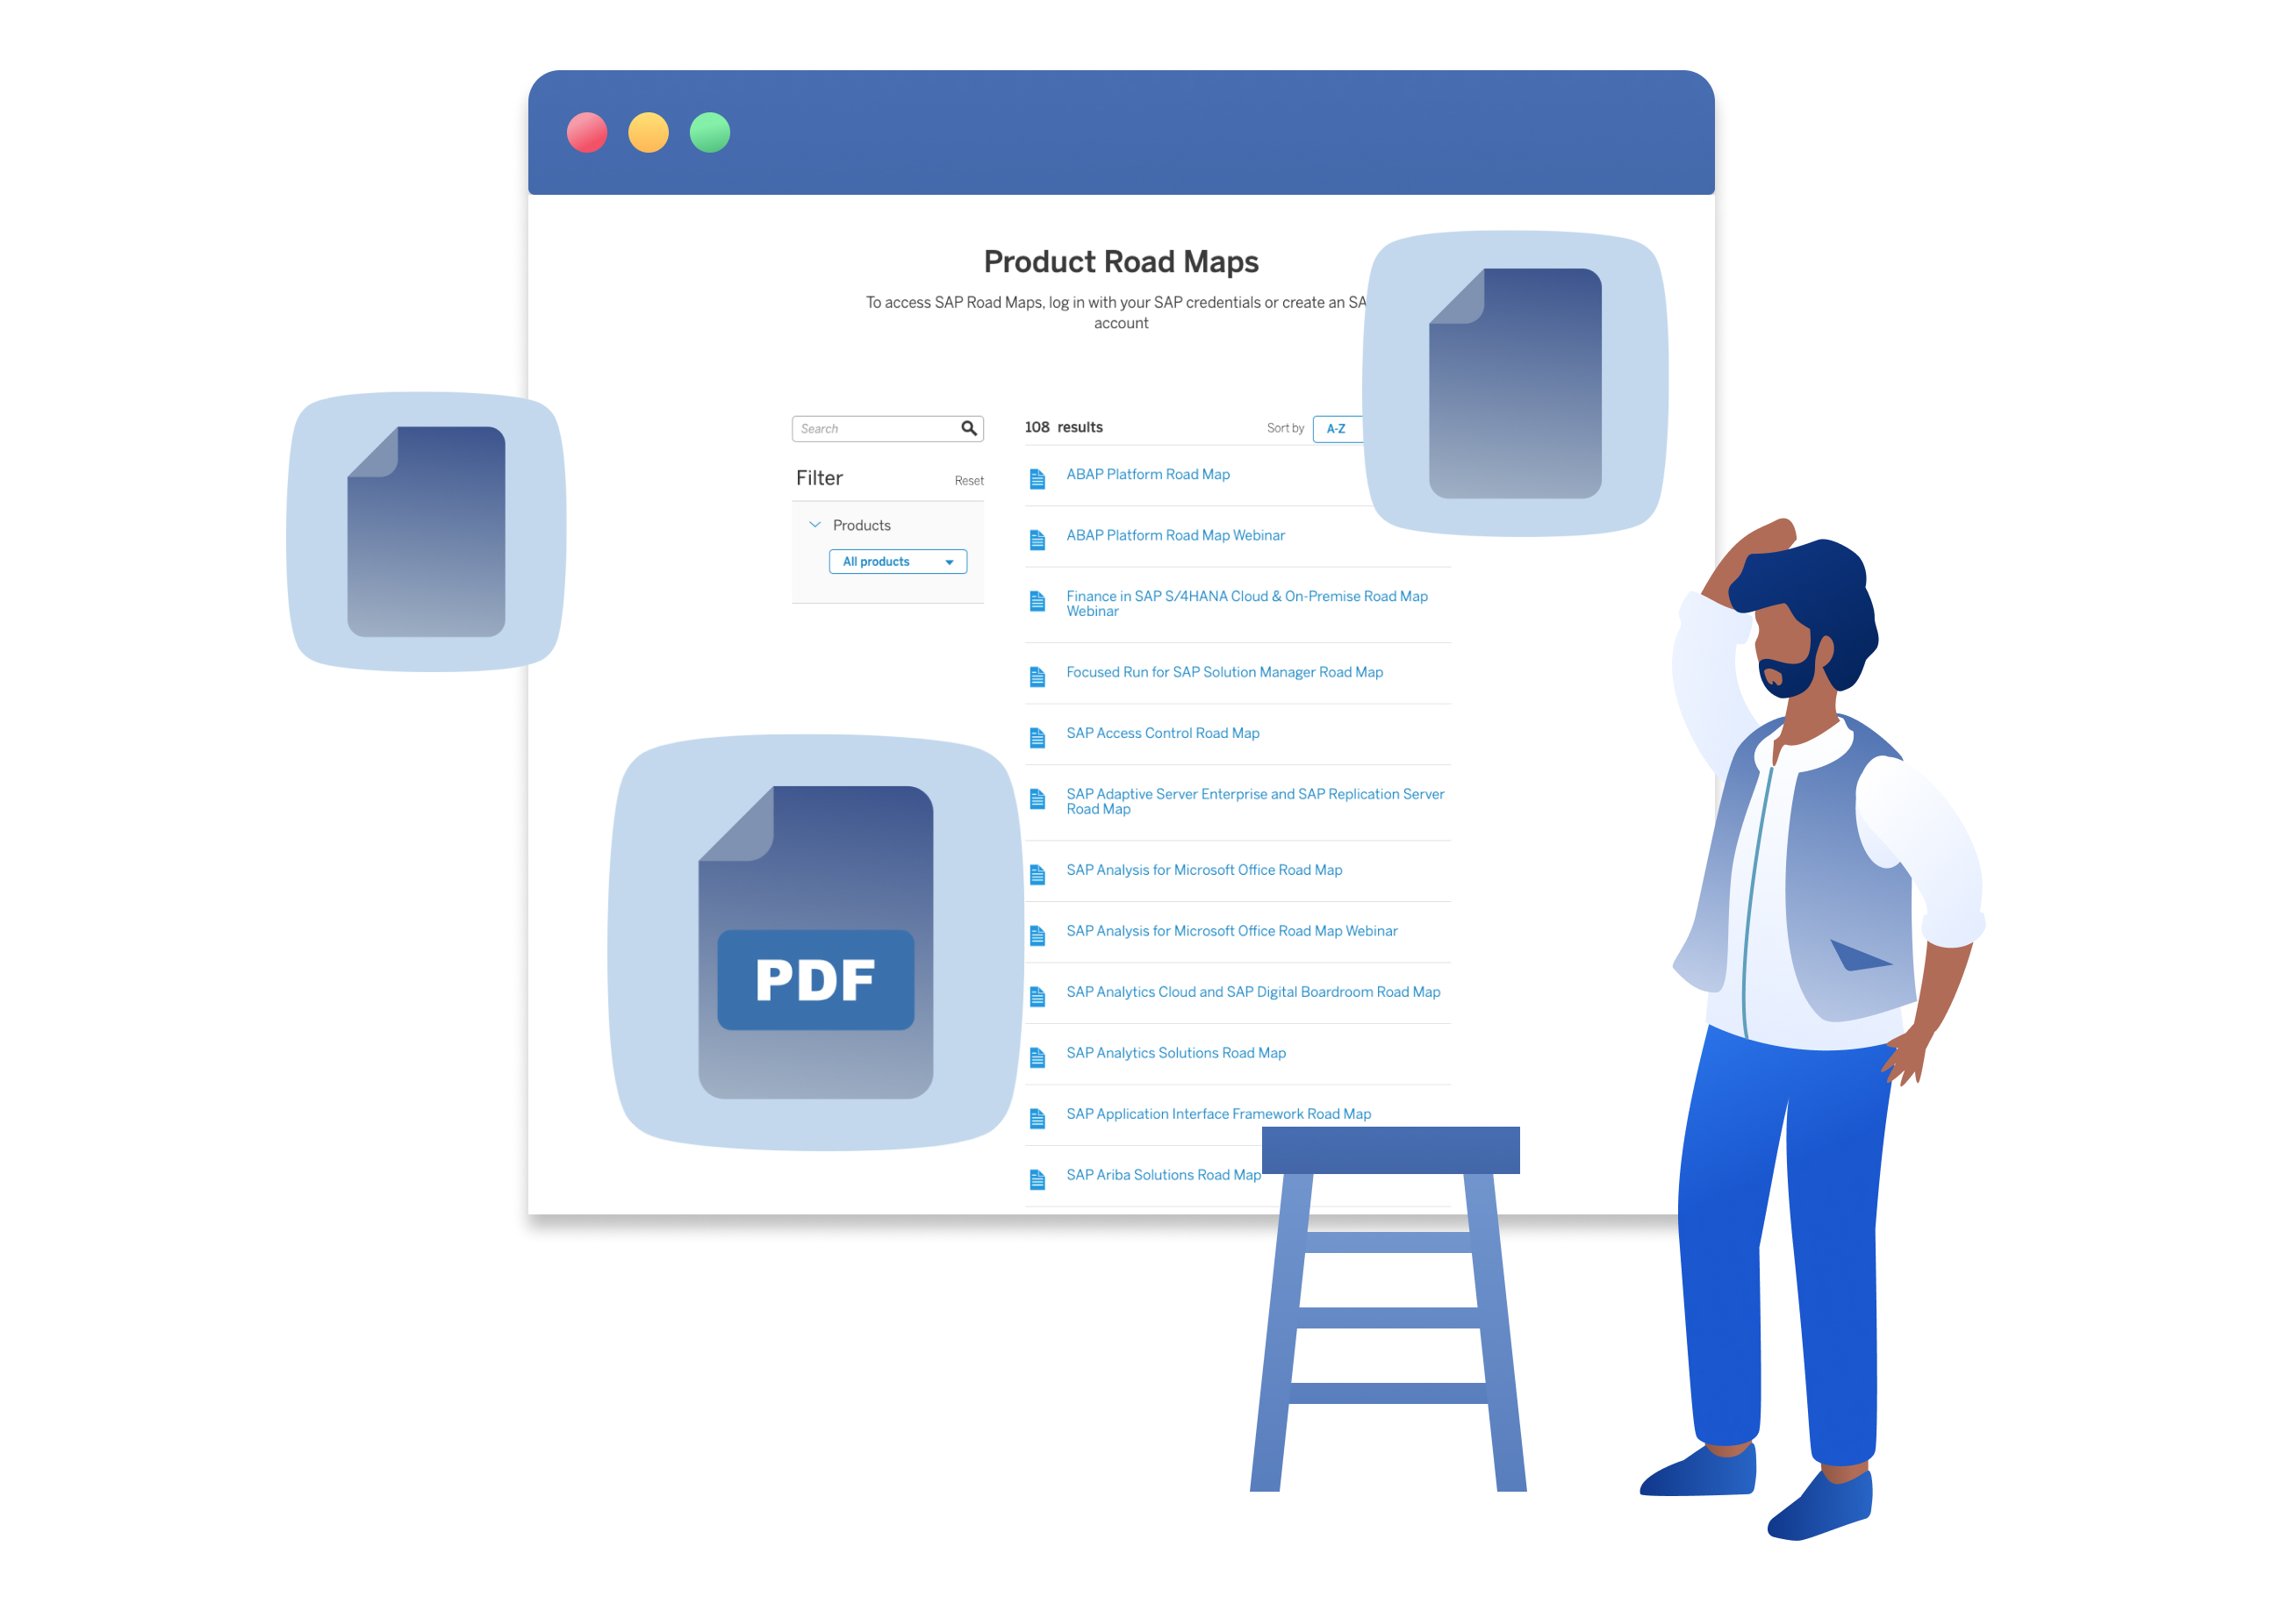 Product Road Maps
To access SAP Road Maps, log in with your SAP credentials or create an
account
Search
108 results
Sort by
A-Z
Filter
Reset
Products
All products
ABAP Platform Road Map
ABAP Platform Road Map Webinar
Finance in SAP S/4HANA Cloud & On-Premise Road Map
Webinar
Focused Run for SAP Solution Manager Road Map
SAP Access Control Road Map
SAP Adaptive Server Enterprise and SAP Replication Server
Road Map
SAP Analysis for Microsoft Office Road Map
SAP Analysis for Microsoft Office Road Map Webinar
SAP Analytics Cloud and SAP Digital Boardroom Road Map
SAP Analytics Solutions Road Map
SAP Application Interface Framework Road Map
SAP Ariba Solutions Road Map
PDF